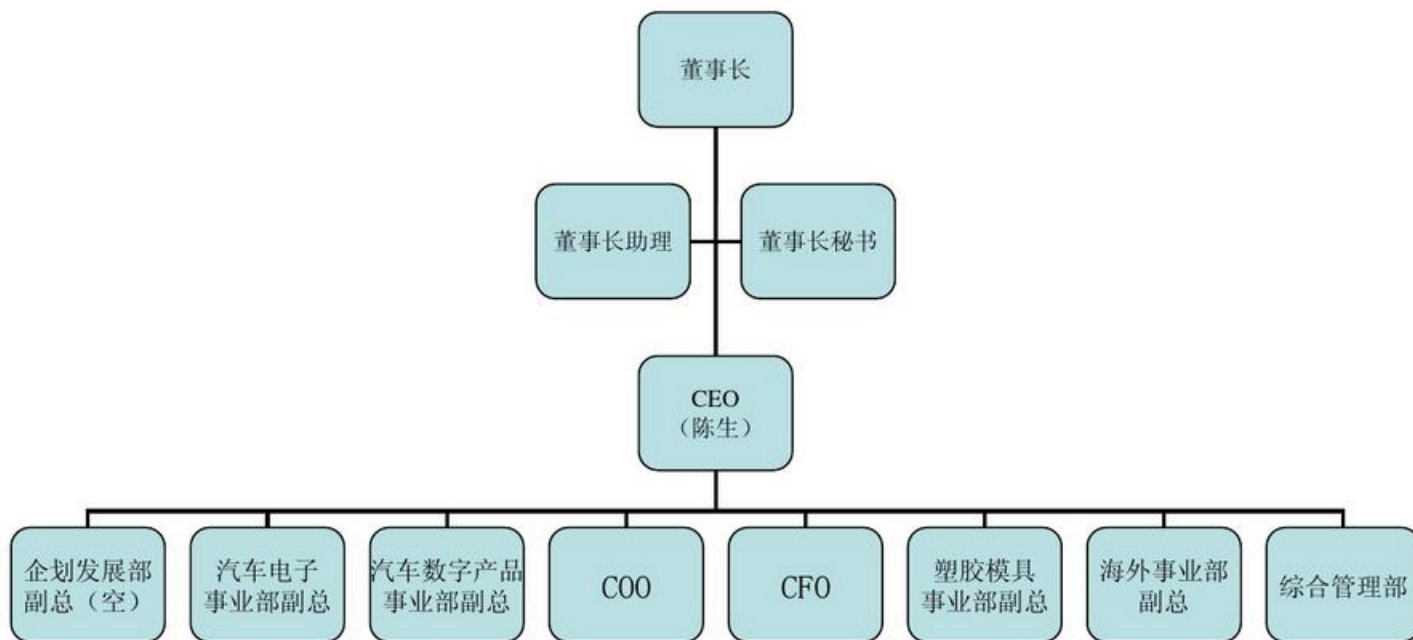 董事长
董事长助理
董事长秘书
CEO
（陈生）
企划发展部
副总（空）
汽车电子
事业部副总
汽车数字产品
事业部副总
COO
CFO
塑胶模具
事业部副总
海外事业部
副总
综合管理部